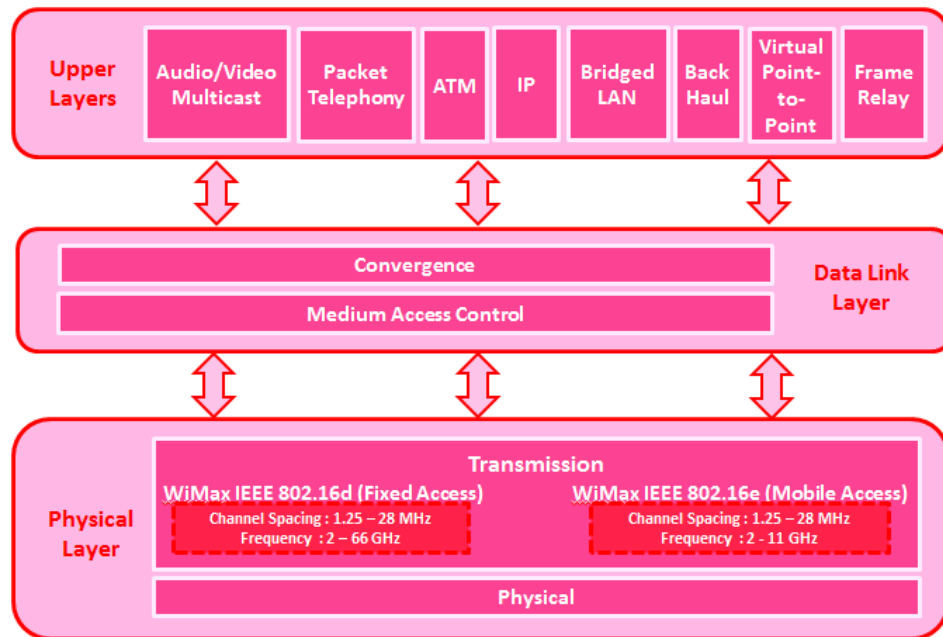 Upper
Layers
Audio/Video
Multicast
Packet
Telephony
ATM
IP
Bridged
LAN
Back
Haul
Virtual
Point-
to-
Point
Frame
Relay
Convergence
Medium Access Control
Data Link
Layer
Physical
Layer
Transmission
WiMax IEEE 802.16d (Fixed Access)
Channel Spacing : 1.25 – 28 MHz
Frequency : 2 – 66 GHz
WiMax IEEE 802.16e (Mobile Access)
Channel Spacing : 1.25 – 28 MHz
Frequency : 2 - 11 GHz
Physical